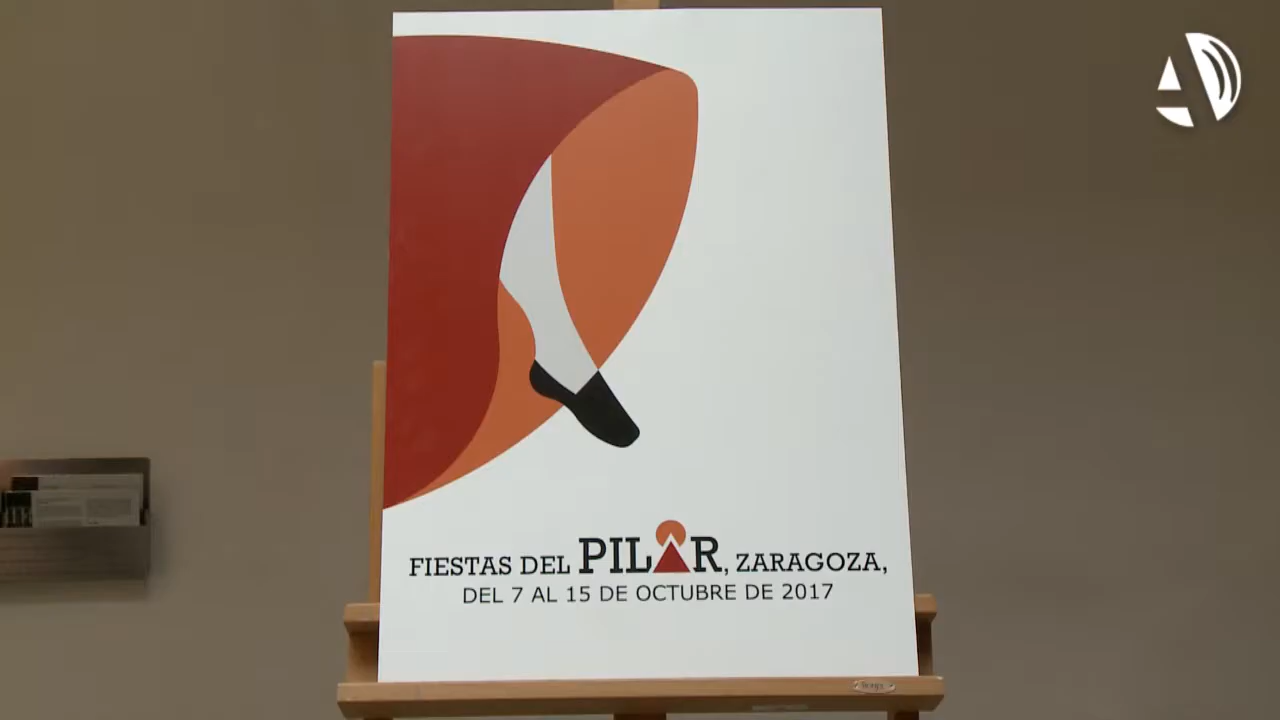 FIESTAS DEL PILAR, ZARAGOZA,
DEL 7 AL 15 DE OCTUBRE DE 2017